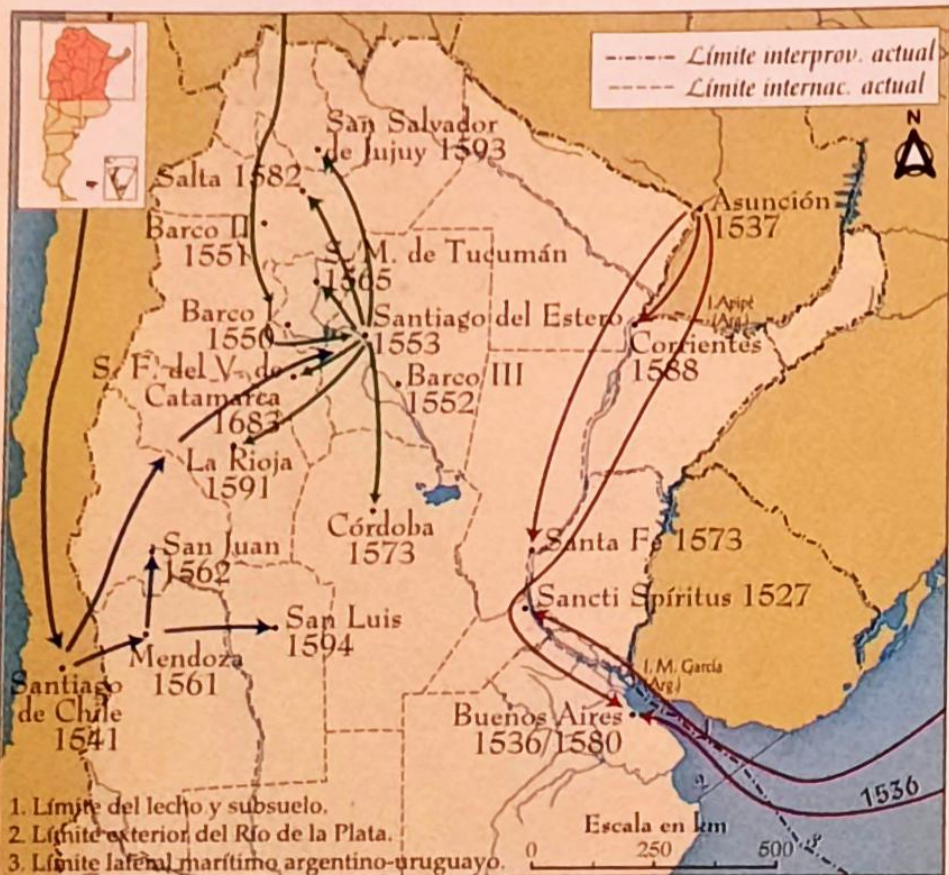 Límite interprov. actual
Límite internac. actual
N
San Salvador
de Jujuy 1593
Salta 1582
Asunción
1537
Barco II
1551
S. M. de Tucumán
1565
I. Apipé
(Arg.)
Barco
1550
Santiago del Estero
1553
Corrientes
1588
S. F. del V. de
Catamarca
1683
Barco III
1552
La Rioja
1591
Córdoba
1573
Santa Fe 1573
San Juan
1562
Sancti Spíritus 1527
San Luis
1594
Mendoza
1561
I. M. García
(Arg.)
Santiago
de Chile
1541
Buenos Aires
1536/1580
1
2
1536
3
1. Límite del lecho y subsuelo.
2. Límite exterior del Río de la Plata.
3. Límite lateral marítimo argentino-uruguayo.
Escala en km
0 250 500